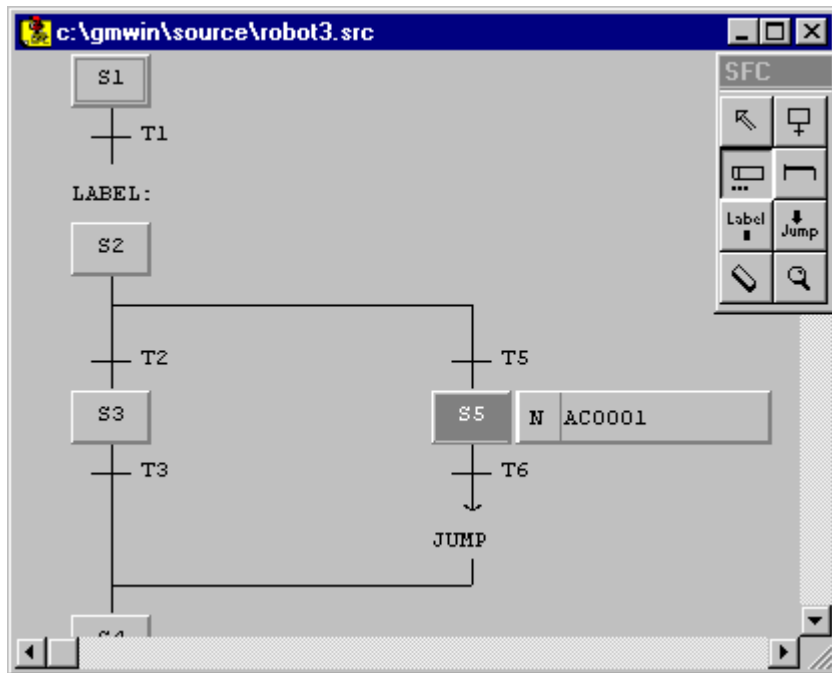 c:\gmwin\source\robot3.src
SFC
S1
T1
LABEL:
Label
Jump
S2
T2
T5
S3
S5
N AC0001
T3
T6
JUMP